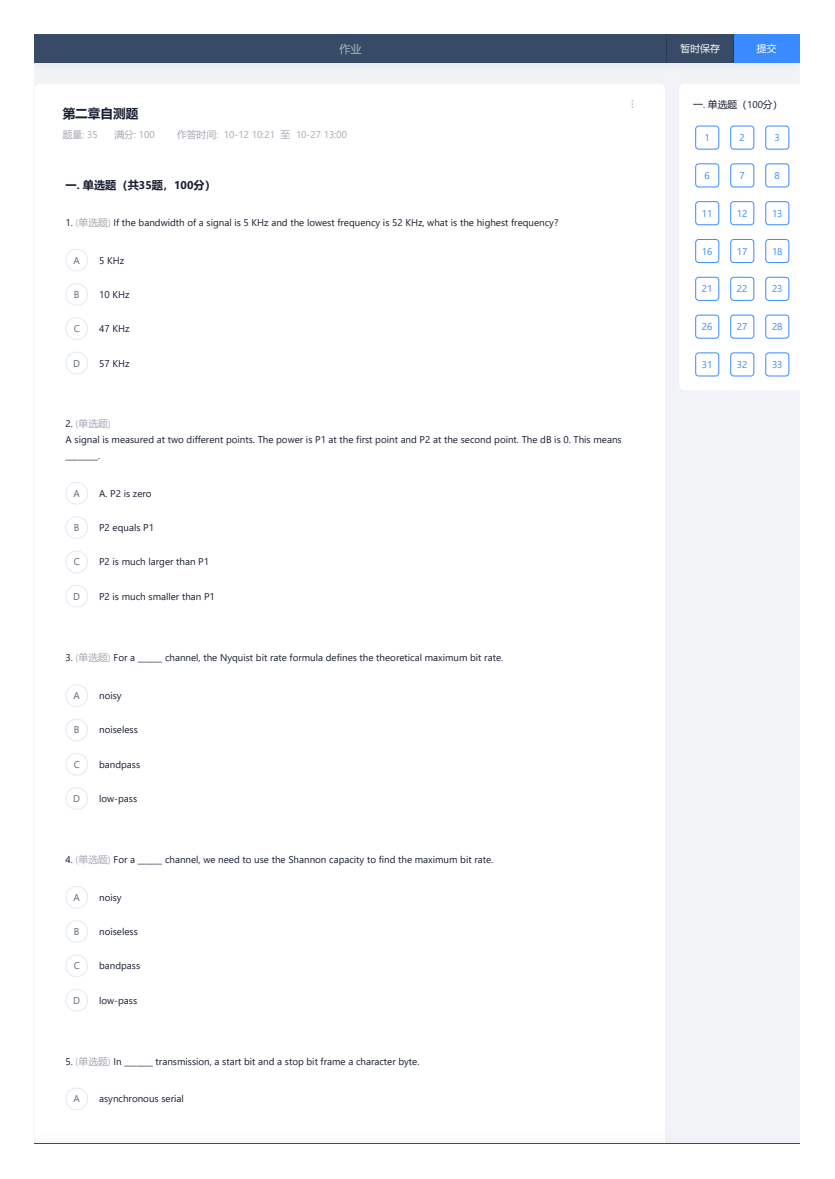 作业
暂时保存
提交
第二章自测题
题量: 35 满分: 100 作答时间: 10-12 10:21 至 10-27 13:00
一. 单选题（共35题，100分）
1. (单选题) If the bandwidth of a signal is 5 KHz and the lowest frequency is 52 KHz, what is the highest frequency?
A 5 KHz
B 10 KHz
C 47 KHz
D 57 KHz
2. (单选题)
A signal is measured at two different points. The power is P1 at the first point and P2 at the second point. The dB is 0. This means
_______.
A A. P2 is zero
B P2 equals P1
C P2 is much larger than P1
D P2 is much smaller than P1
3. (单选题) For a _____ channel, the Nyquist bit rate formula defines the theoretical maximum bit rate.
A noisy
B noiseless
C bandpass
D low-pass
4. (单选题) For a _____ channel, we need to use the Shannon capacity to find the maximum bit rate.
A noisy
B noiseless
C bandpass
D low-pass
5. (单选题) In ______ transmission, a start bit and a stop bit frame a character byte.
A asynchronous serial
一. 单选题（100分）
1 2 3
6 7 8
11 12 13
16 17 18
21 22 23
26 27 28
31 32 33